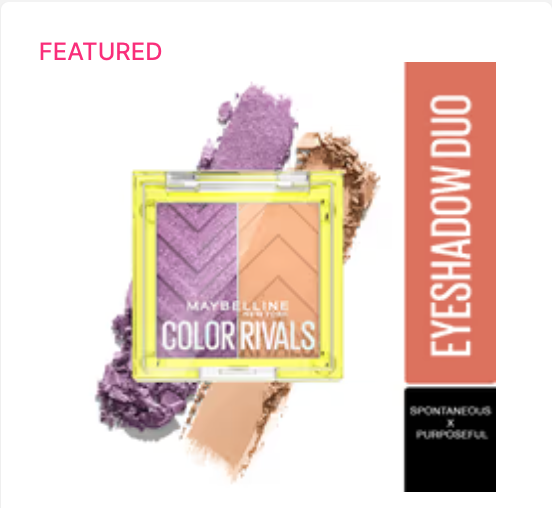 FEATURED
MAYBELLINE
NEW YORK
COLOR RIVALS
EYESHADOW DUO
SPONTANEOUS
X
PURPOSEFUL